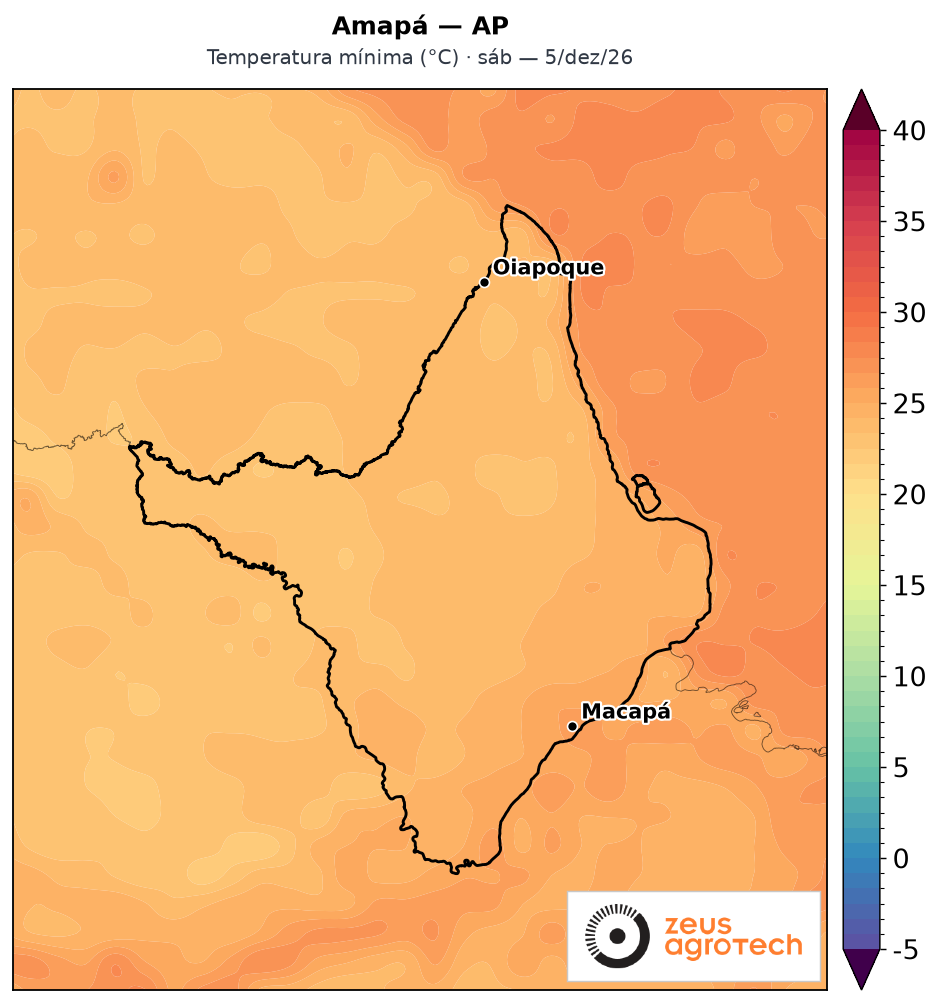 Amapá — AP
Temperatura mínima (°C) · sáb — 5/dez/26
40
35
30
25
20
15
10
5
0
-5
Oiapoque
Macapá
zeus
agrotech